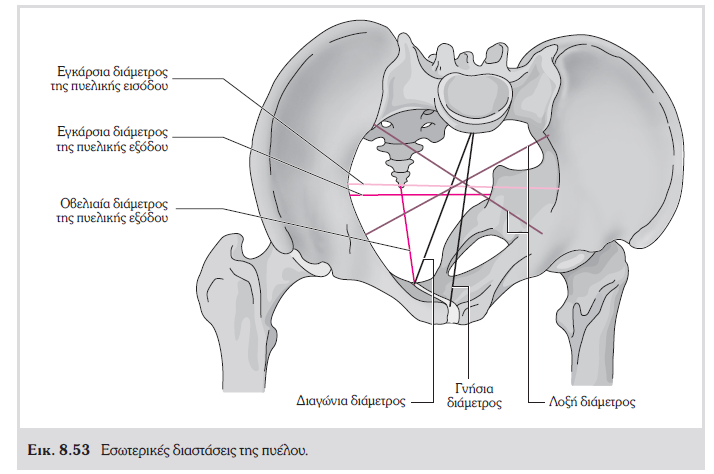 Εγκάρσια διάμετρος
της πυελικής εισόδου
Εγκάρσια διάμετρος
της πυελικής εξόδου
Οβελιαία διάμετρος
της πυελικής εξόδου
Διαγώνια διάμετρος
Γνήσια
διάμετρος
Λοξή διάμετρος
Εικ. 8.53 Εσωτερικές διαστάσεις της πυέλου.